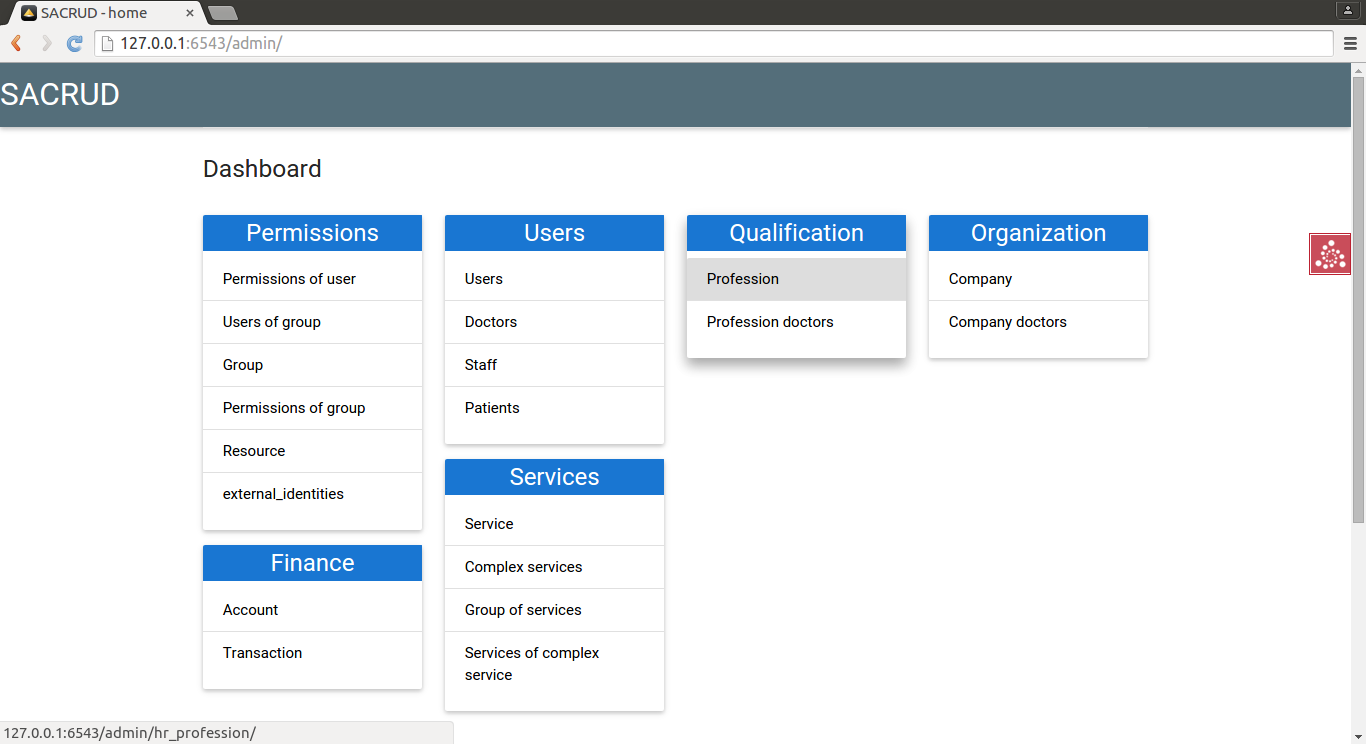 SACRUD - home
127.0.0.1:6543/admin/
SACRUD
Dashboard
Permissions
Permissions of user
Users of group
Group
Permissions of group
Resource
external_identities
Finance
Account
Transaction
Users
Users
Doctors
Staff
Patients
Services
Service
Complex services
Group of services
Services of complex
service
Qualification
Profession
Profession doctors
Organization
Company
Company doctors
127.0.0.1:6543/admin/hr_profession/